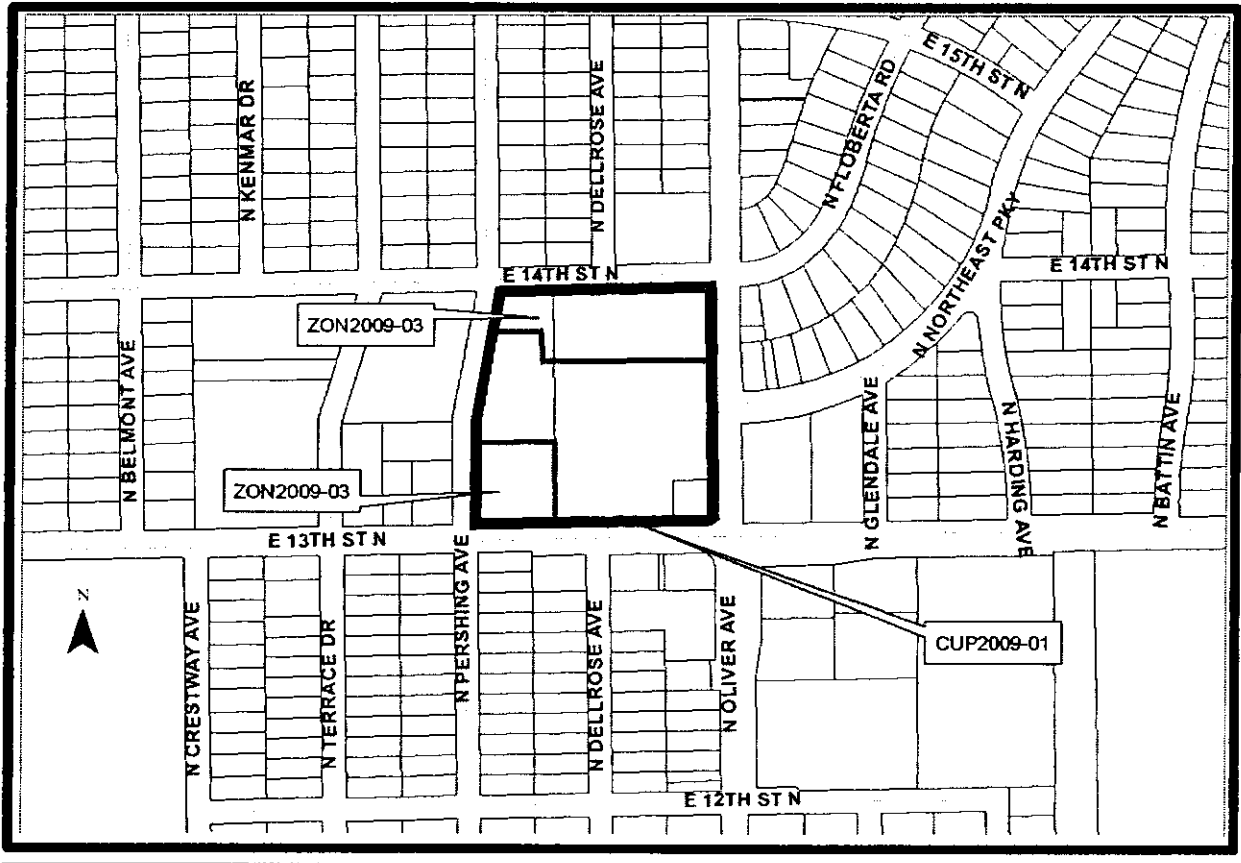 E 15TH ST N
N KENMAR DR
N DELLROSE AVE
N FLOBERTA RD
N NORTHEAST PKY
E 14TH ST N
E 14TH ST N
ZON2009-03
N BELMONT AVE
N GLENDALE AVE
N HARDING AVE
N BATTIN AVE
ZON2009-03
E 13TH ST N
N
N CRESTWAY AVE
N TERRACE DR
N PERSHING AVE
N DELLROSE AVE
N OLIVER AVE
CUP2009-01
E 12TH ST N